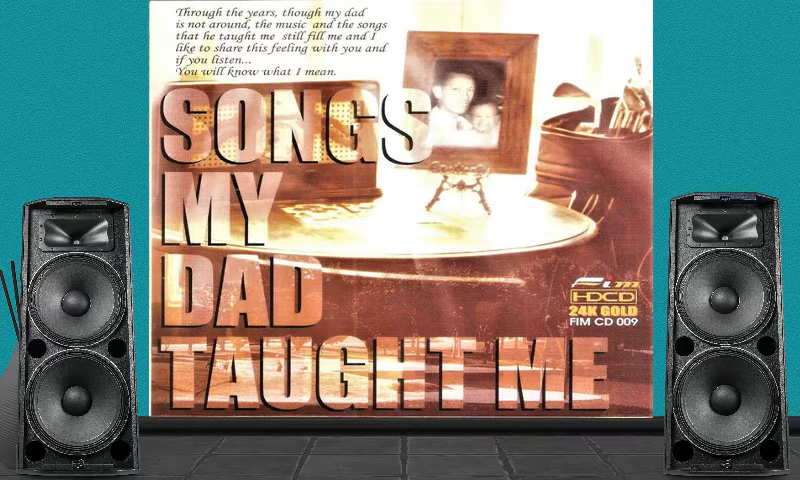 Through the years, though my dad
is not around, the music and the songs
that he taught me still fill me and I
like to share this feeling with you and
if you listen...
You will know what I mean.
SONGS
MY
DAD
TAUGHT ME
Fim
HDCD
24K GOLD
FIM CD 009